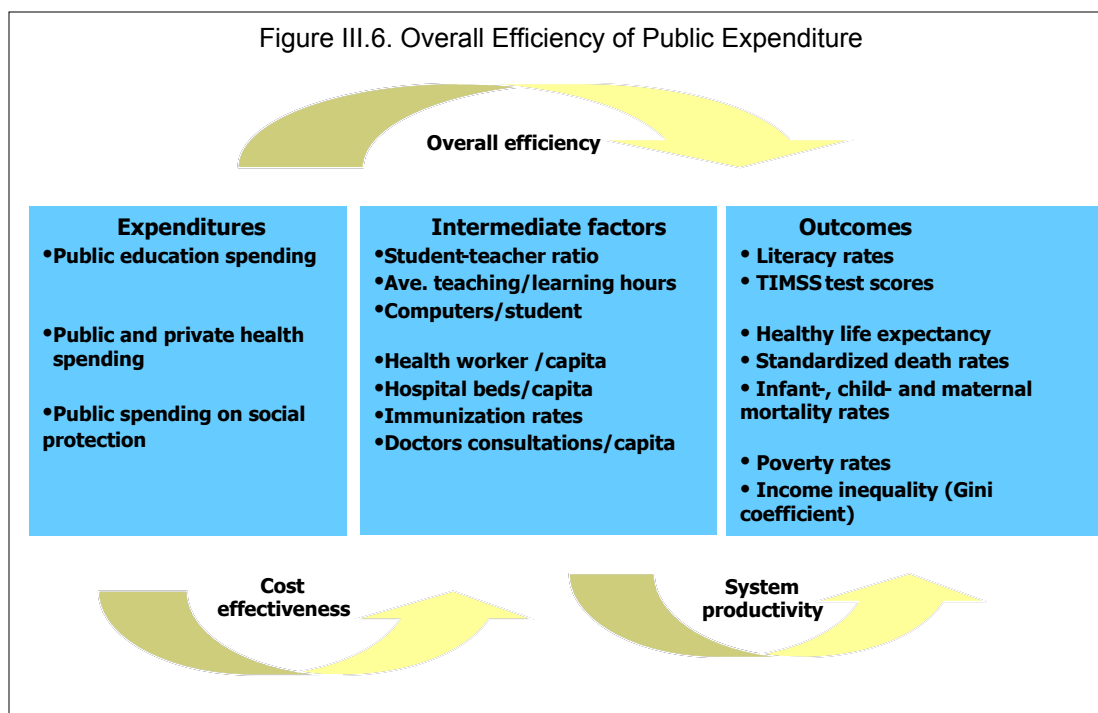 Figure III.6. Overall Efficiency of Public Expenditure
Overall efficiency
Expenditures
•Public education spending
•Public and private health
spending
•Public spending on social
protection
Intermediate factors
•Student-teacher ratio
•Ave. teaching/learning hours
•Computers/student
•Health worker /capita
•Hospital beds/capita
•Immunization rates
•Doctors consultations/capita
Outcomes
• Literacy rates
• TIMSS test scores
• Healthy life expectancy
• Standardized death rates
• Infant-, child- and maternal
mortality rates
• Poverty rates
• Income inequality (Gini
coefficient)
Cost
effectiveness
System
productivity